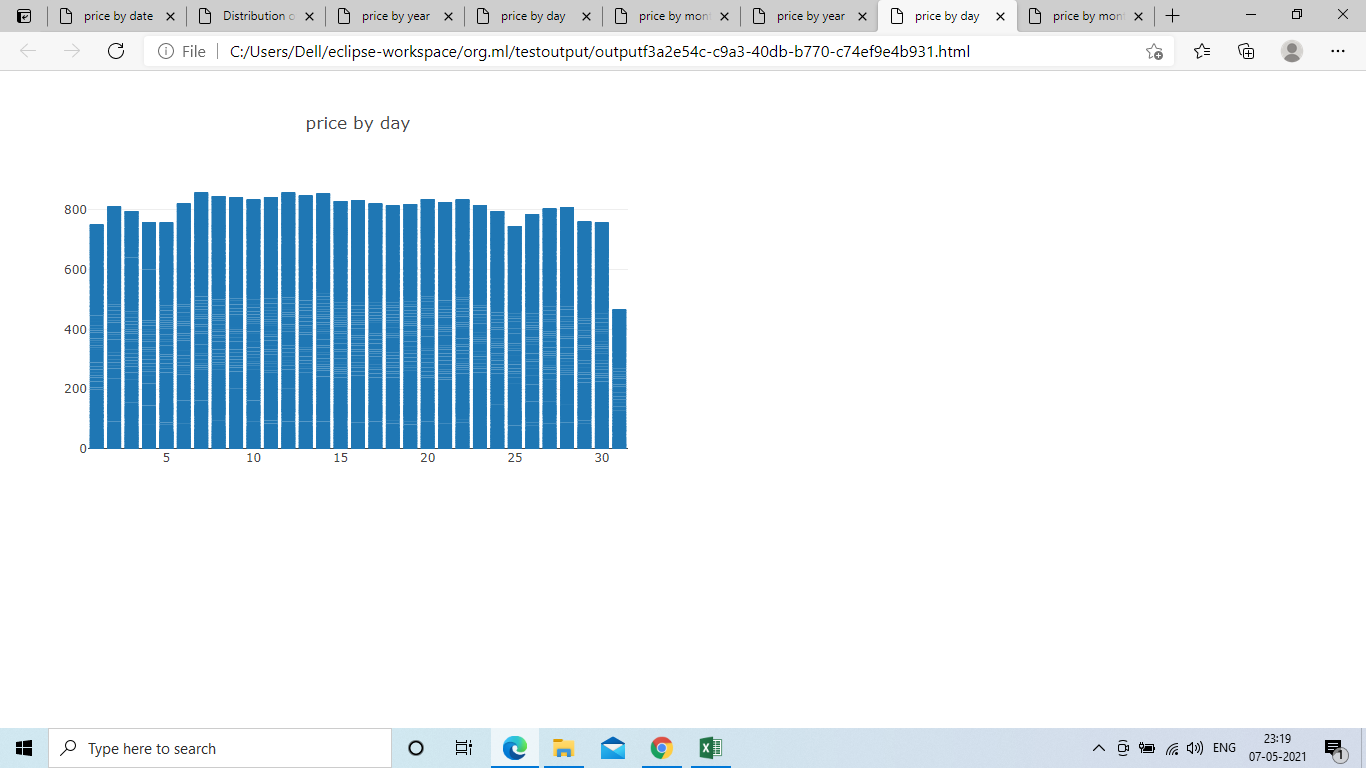 price by date
Distribution o
price by year
price by day
price by mon
price by year
price by day
price by mon
File
C:/Users/Dell/eclipse-workspace/org.ml/testoutput/outputf3a2e54c-c9a3-40db-b770-c74ef9e4b931.html
price by day
800
600
400
200
0
5 10 15 20 25 30
Type here to search
ENG
23:19
07-05-2021
1